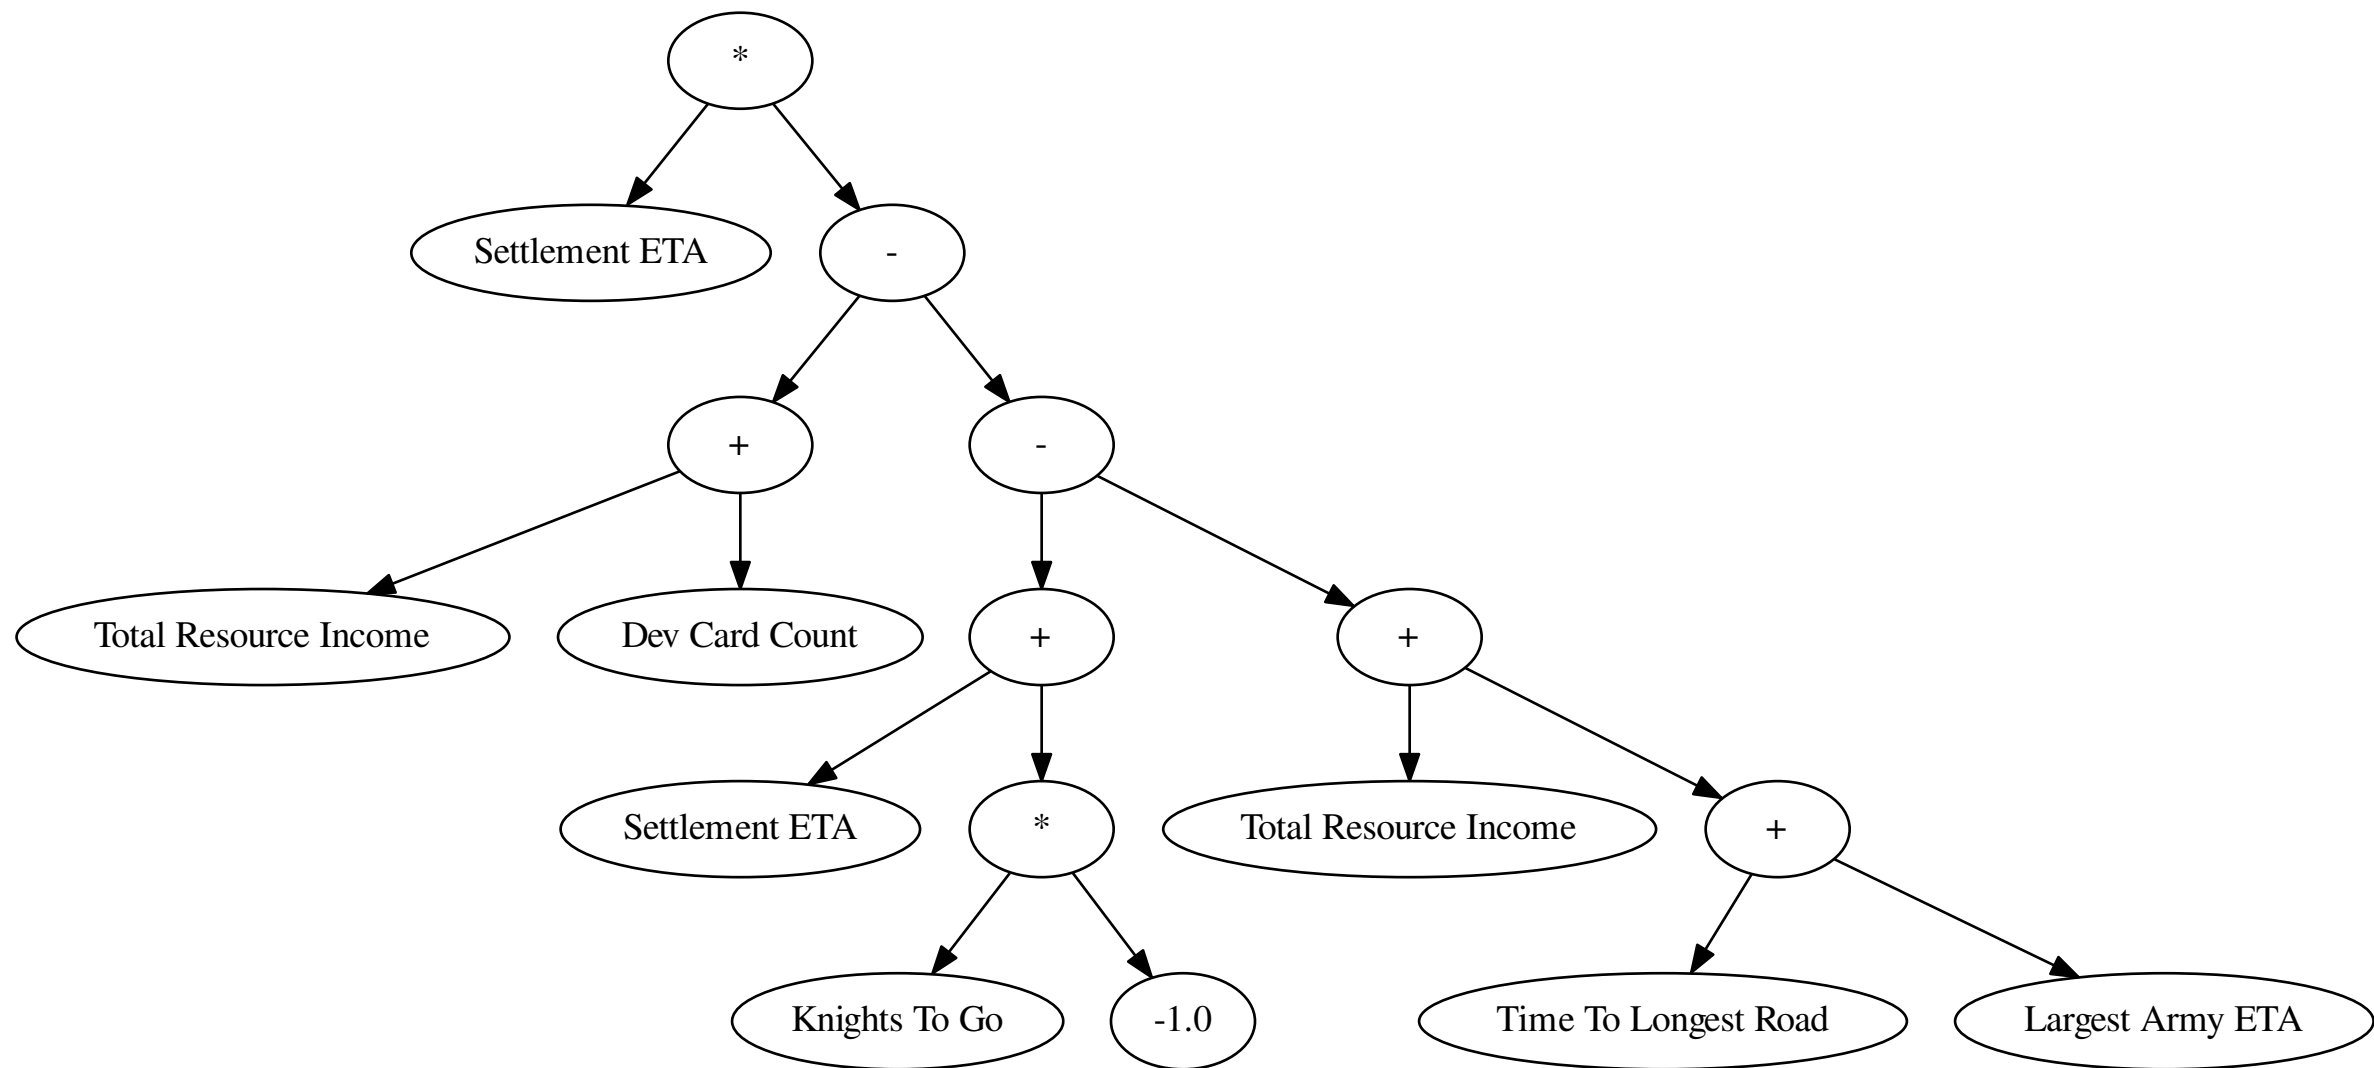 *
Settlement ETA
-
+
-
Total Resource Income
Dev Card Count
+
+
Settlement ETA
*
Total Resource Income
+
Knights To Go
-1.0
Time To Longest Road
Largest Army ETA